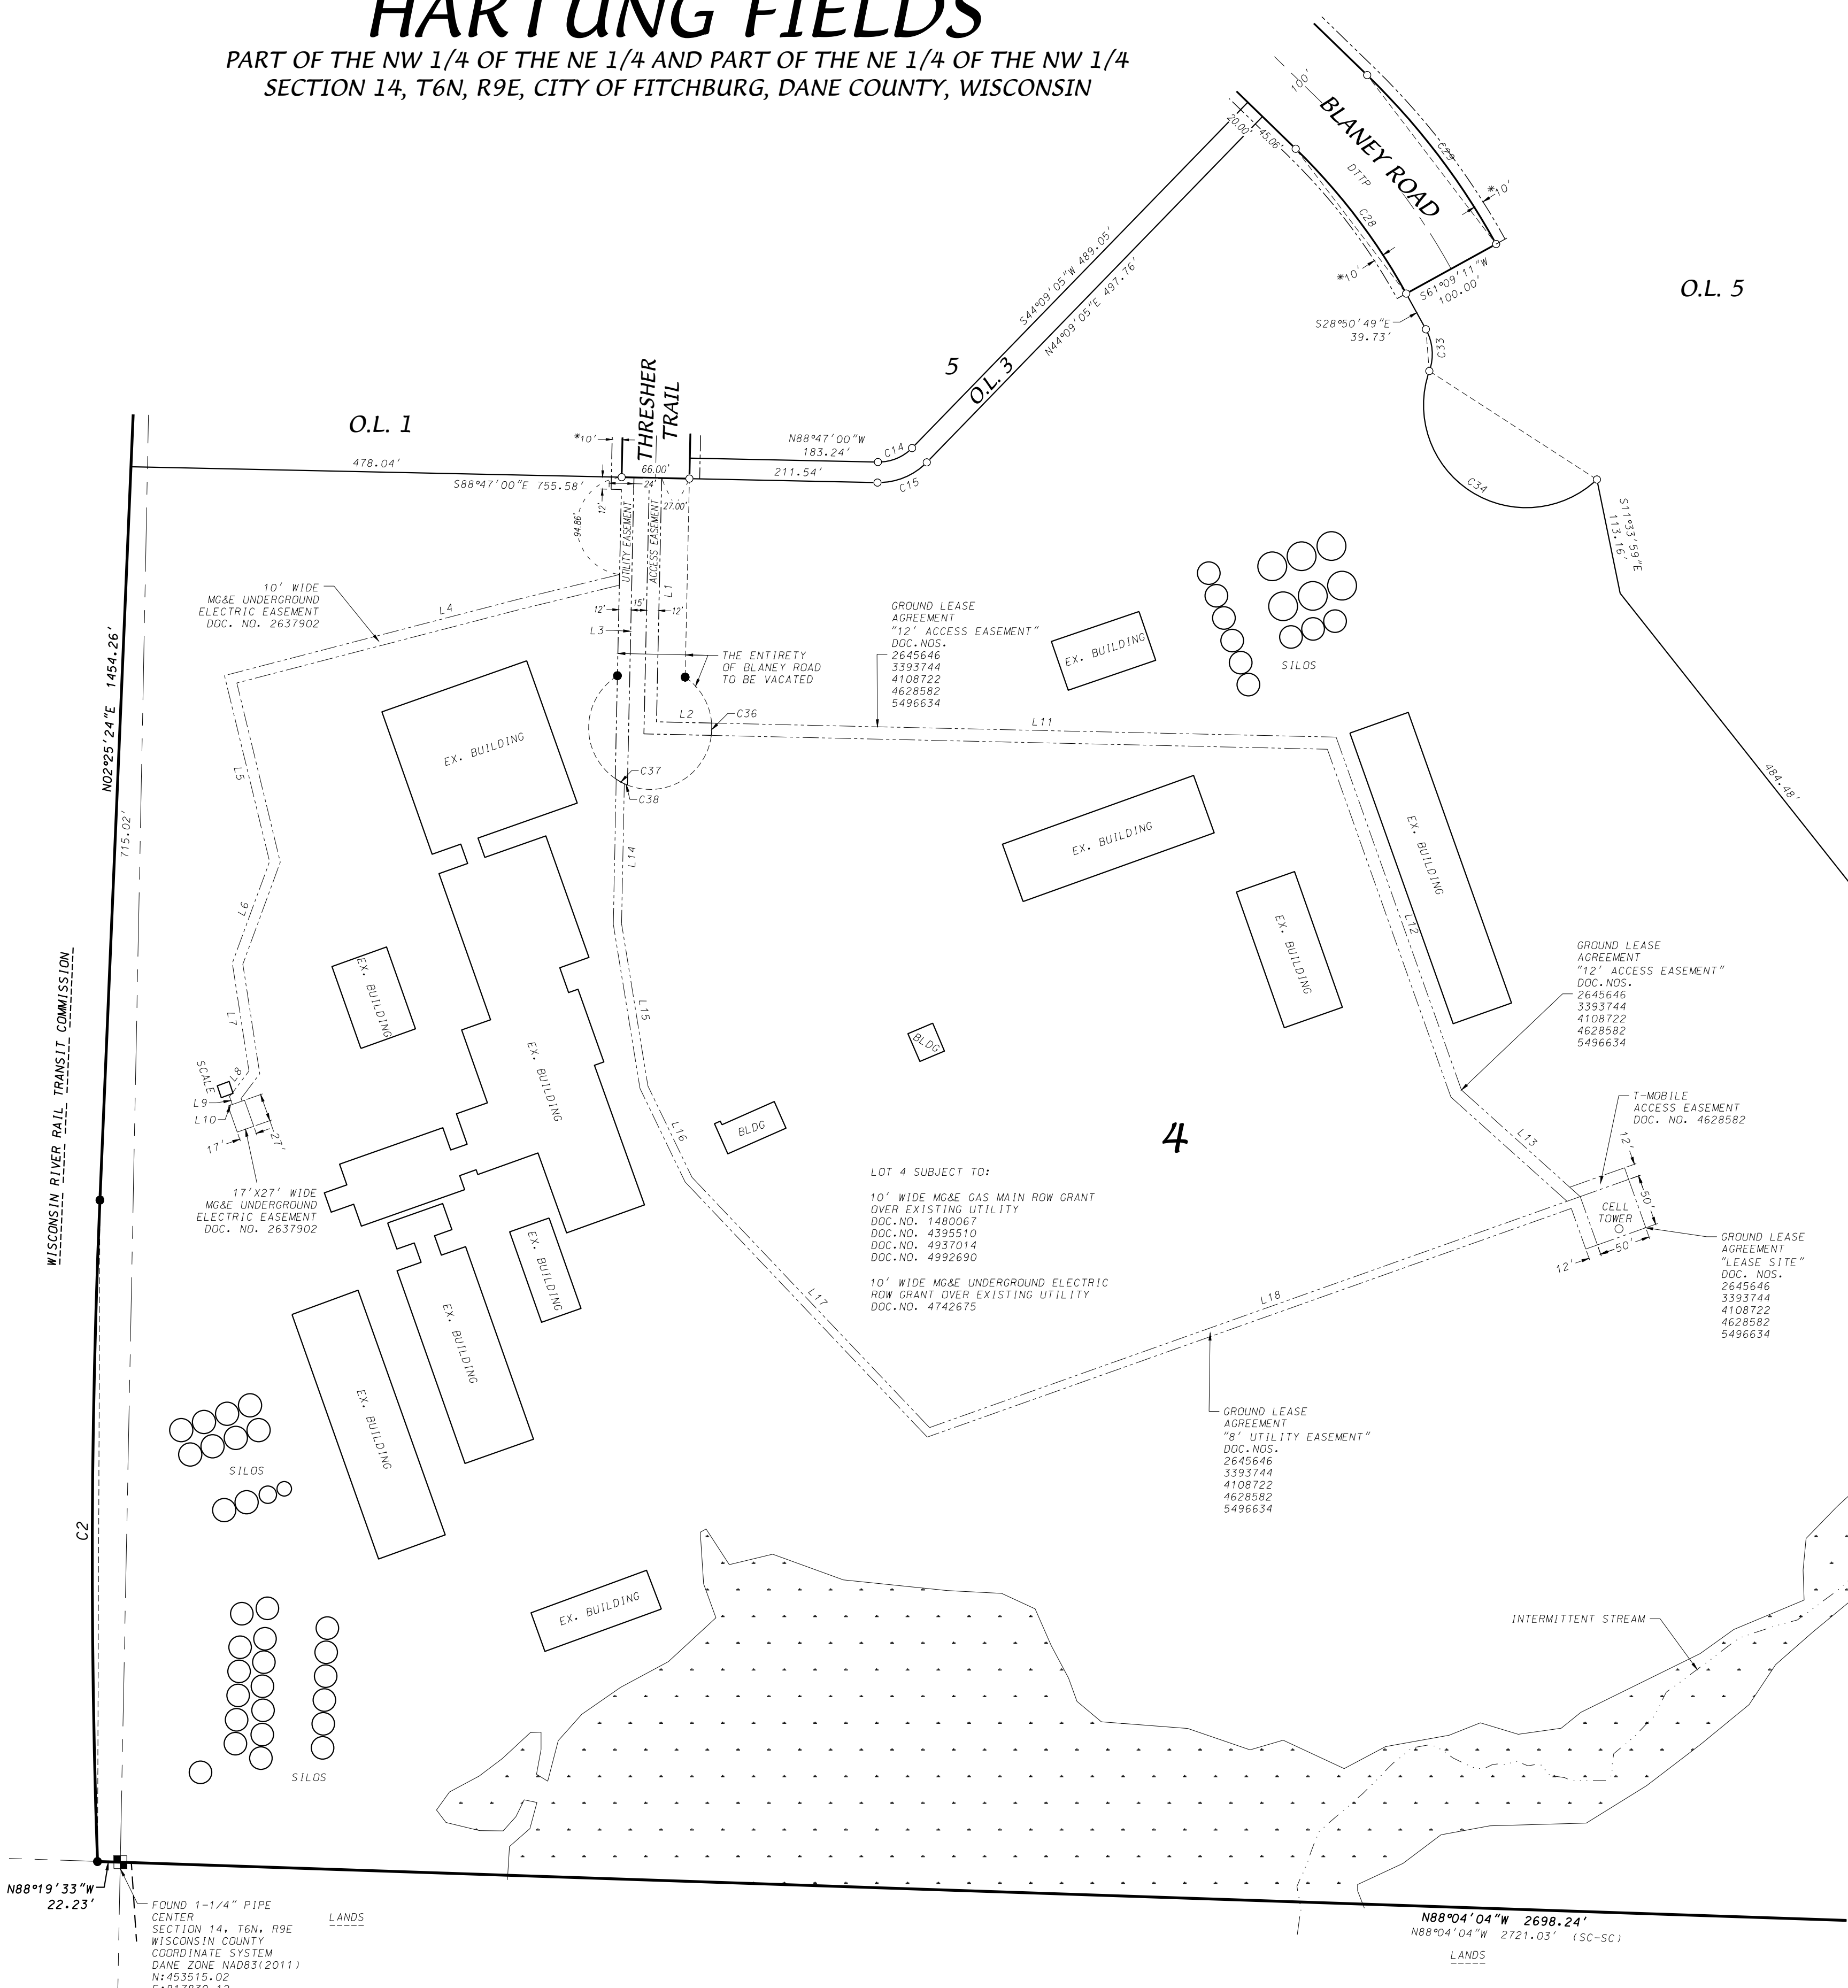 HARTUNG FIELDS
PART OF THE NW 1/4 OF THE NE 1/4 AND PART OF THE NE 1/4 OF THE NW 1/4
SECTION 14, T6N, R9E, CITY OF FITCHBURG, DANE COUNTY, WISCONSIN
100'
BLANEY ROAD
DTTP
C29
*10'
20.00'
45.06'
C28
*10'
S61°09'11"W
100.00'
O.L. 5
S28°50'49"E
39.73'
C33
C34
S11°33'59"E
113.16'
484.48'
S44°09'05"W 489.05'
N44°09'05"E 497.76'
5
O.L. 3
O.L. 1
THRESHER
TRAIL
*10'
N88°47'00"W
183.24'
C14
478.04'
66.00'
211.54'
C15
S88°47'00"E 755.58'
24'
12'
27.00'
94.86'
UTILITY EASEMENT
ACCESS EASEMENT
L1
10' WIDE
MG&E UNDERGROUND
ELECTRIC EASEMENT
DOC. NO. 2637902
L4
12'
15'
12'
L3
THE ENTIRETY
OF BLANEY ROAD
TO BE VACATED
GROUND LEASE
AGREEMENT
"12' ACCESS EASEMENT"
DOC.NOS.
2645646
3393744
4108722
4628582
5496634
EX. BUILDING
SILOS
N02°25'24"E 1454.26'
715.02'
L2
C36
L11
EX. BUILDING
L5
C37
C38
L14
EX. BUILDING
EX. BUILDING
L12
EX. BUILDING
L6
L7
EX. BUILDING
L15
BLDG
GROUND LEASE
AGREEMENT
"12' ACCESS EASEMENT"
DOC.NOS.
2645646
3393744
4108722
4628582
5496634
WISCONSIN RIVER RAIL TRANSIT COMMISSION
SCALE
L8
L9
L10
17'
27'
EX. BUILDING
L16
BLDG
4
L13
T-MOBILE
ACCESS EASEMENT
DOC. NO. 4628582
12'
50'
CELL
TOWER
50'
12'
17'X27' WIDE
MG&E UNDERGROUND
ELECTRIC EASEMENT
DOC. NO. 2637902
LOT 4 SUBJECT TO:
10' WIDE MG&E GAS MAIN ROW GRANT
OVER EXISTING UTILITY
DOC.NO. 1480067
DOC.NO. 4395510
DOC.NO. 4937014
DOC.NO. 4992690
10' WIDE MG&E UNDERGROUND ELECTRIC
ROW GRANT OVER EXISTING UTILITY
DOC.NO. 4742675
GROUND LEASE
AGREEMENT
"LEASE SITE"
DOC. NOS.
2645646
3393744
4108722
4628582
5496634
EX. BUILDING
EX. BUILDING
EX. BUILDING
L17
L18
GROUND LEASE
AGREEMENT
"8' UTILITY EASEMENT"
DOC.NOS.
2645646
3393744
4108722
4628582
5496634
SILOS
C2
EX. BUILDING
INTERMITTENT STREAM
SILOS
N88°19'33"W
22.23'
FOUND 1-1/4" PIPE
CENTER
SECTION 14, T6N, R9E
WISCONSIN COUNTY
COORDINATE SYSTEM
DANE ZONE NAD83(2011)
N:453515.02
LANDS
N88°04'04"W 2698.24'
N88°04'04"W 2721.03' (SC-SC)
LANDS